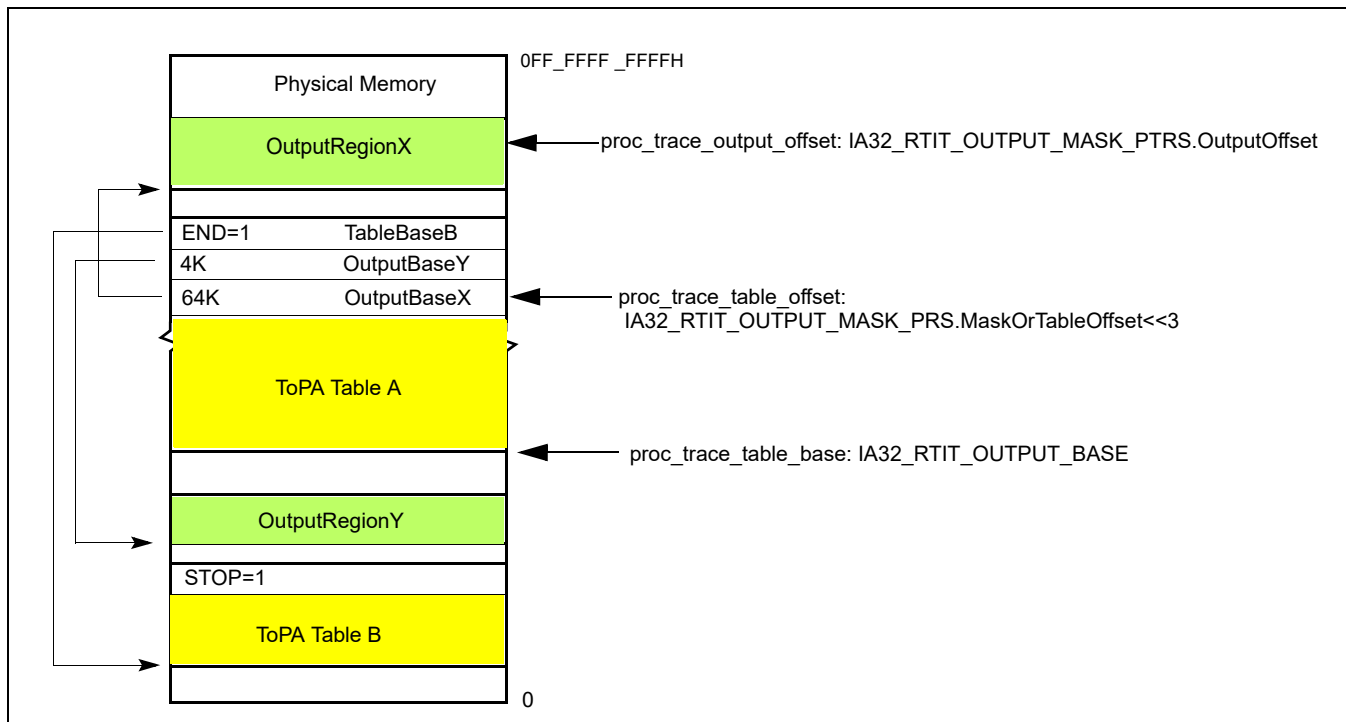 0FF_FFFF _FFFFH
Physical Memory
OutputRegionX
proc_trace_output_offset: IA32_RTIT_OUTPUT_MASK_PTRS.OutputOffset
END=1 TableBaseB
4K OutputBaseY
64K OutputBaseX
proc_trace_table_offset:
IA32_RTIT_OUTPUT_MASK_PRS.MaskOrTableOffset<<3
ToPA Table A
proc_trace_table_base: IA32_RTIT_OUTPUT_BASE
OutputRegionY
STOP=1
ToPA Table B
0